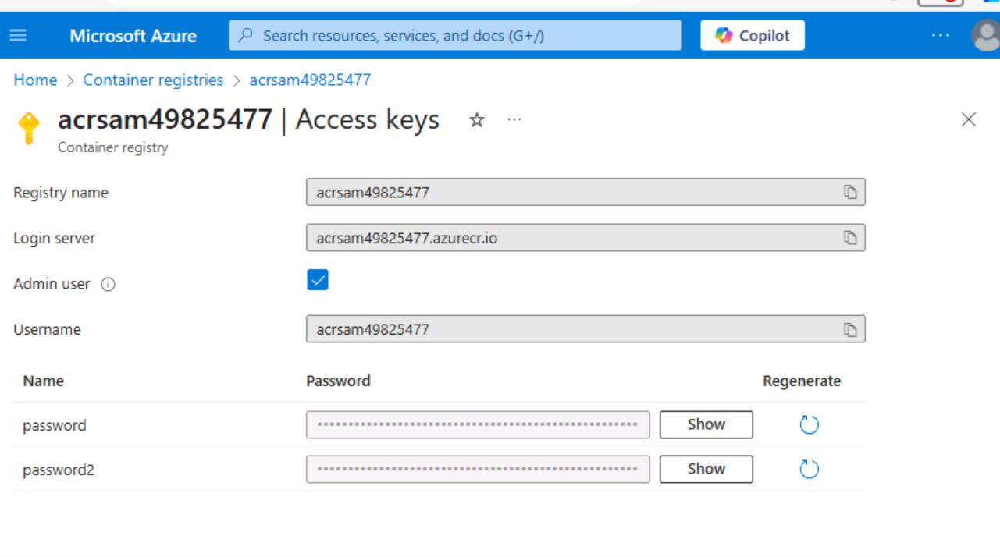 Microsoft Azure
Search resources, services, and docs (G+/)
Copilot
Home > Container registries > acrsam49825477
acrsam49825477 | Access keys
Container registry
Registry name
acrsam49825477
Login server
acrsam49825477.azurecr.io
Admin user
Username
acrsam49825477
Name Password Regenerate
password Show
password2 Show